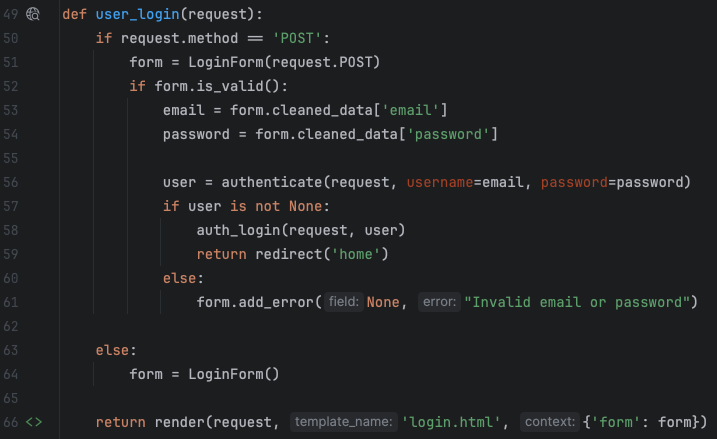 49 def user_login(request):
50     if request.method == 'POST':
51         form = LoginForm(request.POST)
52         if form.is_valid():
53             email = form.cleaned_data['email']
54             password = form.cleaned_data['password']
55
56             user = authenticate(request, username=email, password=password)
57             if user is not None:
58                 auth_login(request, user)
59                 return redirect('home')
60             else:
61                 form.add_error( field: None, error: "Invalid email or password")
62
63     else:
64         form = LoginForm()
65
66 <>     return render(request, template_name: 'login.html', context: {'form': form})